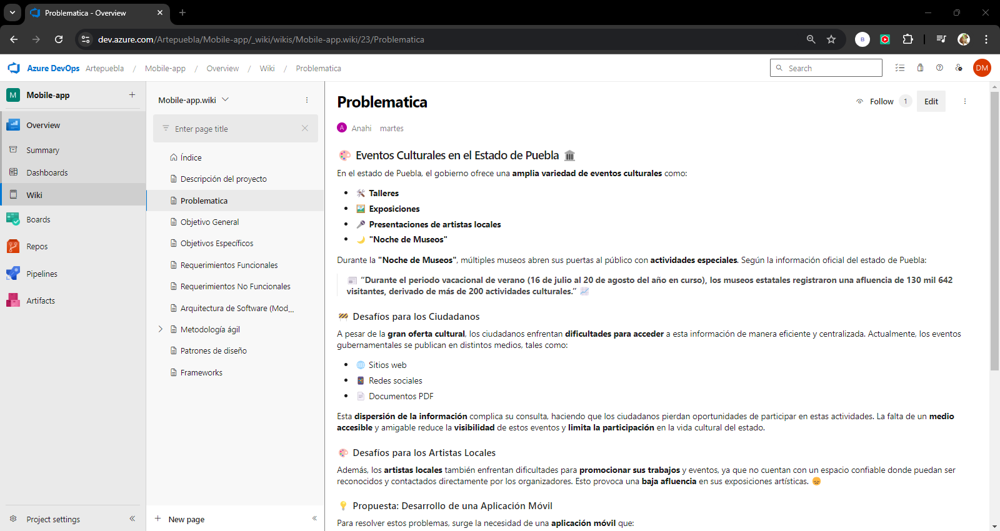 Problematica - Overview
dev.azure.com/Artepuebla/Mobile-app/_wiki/wikis/Mobile-app.wiki/23/Problematica
B
Azure DevOps Artepuebla / Mobile-app / Overview / Wiki / Problematica
Search
DM
M Mobile-app
Overview
Summary
Dashboards
Wiki
Boards
Repos
Pipelines
Artifacts
Project settings
Mobile-app.wiki
Enter page title
Índice
Descripción del proyecto
Problematica
Objetivo General
Objetivos Específicos
Requerimientos Funcionales
Requerimientos No Funcionales
Arquitectura de Software (Mod...
Metodología ágil
Patrones de diseño
Frameworks
New page
Problematica
Follow 1 Edit
A Anahi martes
🎨 Eventos Culturales en el Estado de Puebla 🏛️
En el estado de Puebla, el gobierno ofrece una amplia variedad de eventos culturales como:
• 🛠️ Talleres
• 🖼️ Exposiciones
• 🎤 Presentaciones de artistas locales
• 🌙 "Noche de Museos"
Durante la "Noche de Museos", múltiples museos abren sus puertas al público con actividades especiales. Según la información oficial del estado de Puebla:
📰 “Durante el periodo vacacional de verano (16 de julio al 20 de agosto del año en curso), los museos estatales registraron una afluencia de 130 mil 642
visitantes, derivado de más de 200 actividades culturales.” 📈
🚧 Desafíos para los Ciudadanos
A pesar de la gran oferta cultural, los ciudadanos enfrentan dificultades para acceder a esta información de manera eficiente y centralizada. Actualmente, los eventos
gubernamentales se publican en distintos medios, tales como:
• 🌐 Sitios web
• 📱 Redes sociales
• 📄 Documentos PDF
Esta dispersión de la información complica su consulta, haciendo que los ciudadanos pierdan oportunidades de participar en estas actividades. La falta de un medio
accesible y amigable reduce la visibilidad de estos eventos y limita la participación en la vida cultural del estado.
🎨 Desafíos para los Artistas Locales
Además, los artistas locales también enfrentan dificultades para promocionar sus trabajos y eventos, ya que no cuentan con un espacio confiable donde puedan ser
reconocidos y contactados directamente por los organizadores. Esto provoca una baja afluencia en sus exposiciones artísticas. 😞
💡 Propuesta: Desarrollo de una Aplicación Móvil
Para resolver estos problemas, surge la necesidad de una aplicación móvil que: